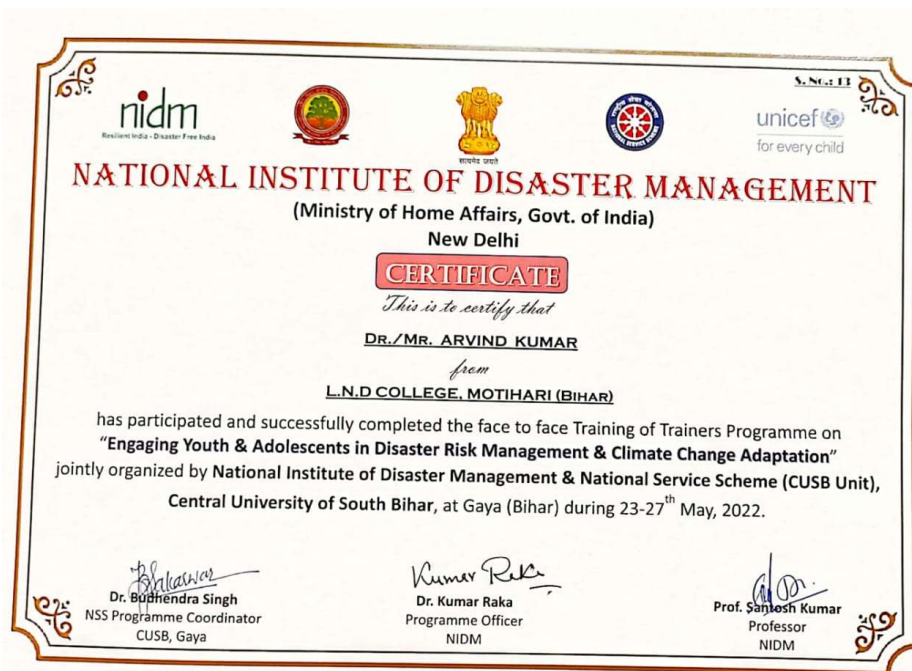 S. No.: 13
nidm
Resilient India - Disaster Free India
सत्यमेव जयते
unicef
for every child
NATIONAL INSTITUTE OF DISASTER MANAGEMENT
(Ministry of Home Affairs, Govt. of India)
New Delhi
CERTIFICATE
This is to certify that
DR./MR. ARVIND KUMAR
from
L.N.D COLLEGE, MOTIHARI (BIHAR)
has participated and successfully completed the face to face Training of Trainers Programme on
“Engaging Youth & Adolescents in Disaster Risk Management & Climate Change Adaptation”
jointly organized by National Institute of Disaster Management & National Service Scheme (CUSB Unit),
Central University of South Bihar, at Gaya (Bihar) during 23-27th May, 2022.
Kumar Raka
Dr. Budhendra Singh
NSS Programme Coordinator
CUSB, Gaya
Dr. Kumar Raka
Programme Officer
NIDM
Prof. Santosh Kumar
Professor
NIDM